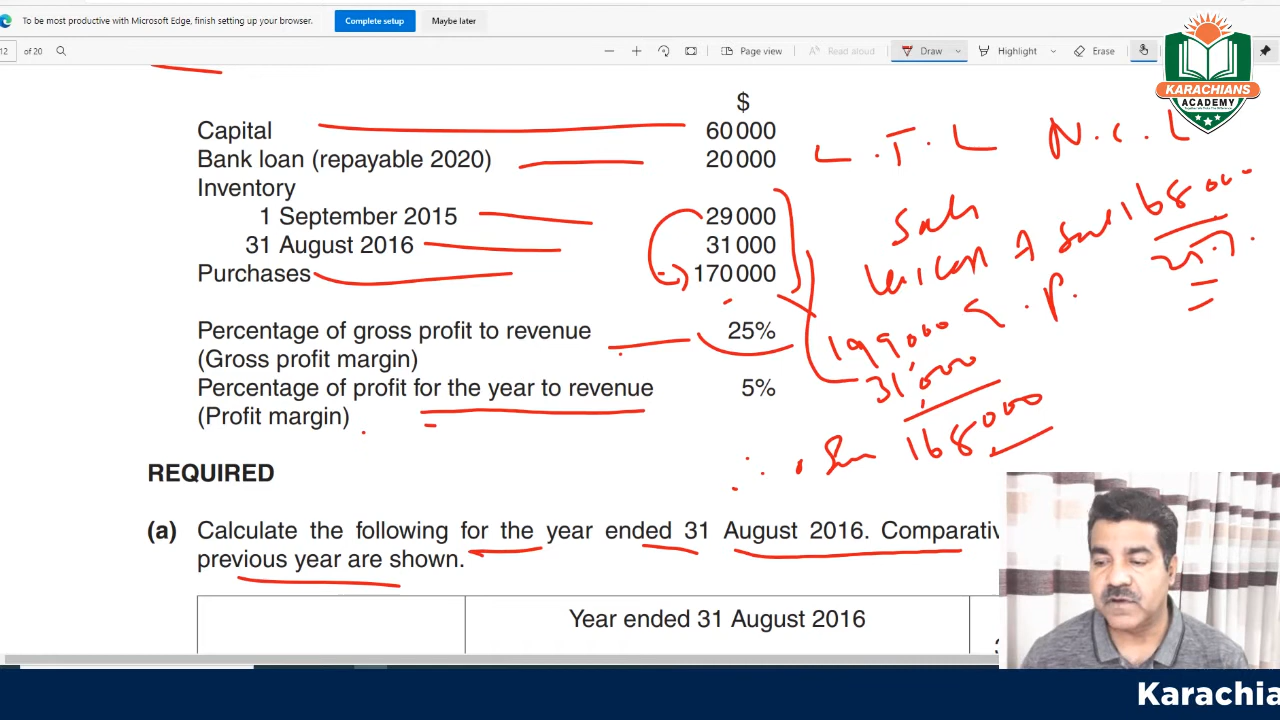 To be most productive with Microsoft Edge, finish setting up your browser.
Complete setup
Maybe later
12
of 20
Page view
Read aloud
Draw
Highlight
Erase
KARACHIANS
ACADEMY
$
Capital 60 000
Bank loan (repayable 2020) 20 000
Inventory
1 September 2015 29 000
31 August 2016 31 000
Purchases 170 000
Percentage of gross profit to revenue 25%
(Gross profit margin)
Percentage of profit for the year to revenue 5%
(Profit margin)
L.T.L N.C.L
168000
25%
G.P.
199000
31,000
168000
REQUIRED
(a) Calculate the following for the year ended 31 August 2016. Comparativ
previous year are shown.
Year ended 31 August 2016
Karachia